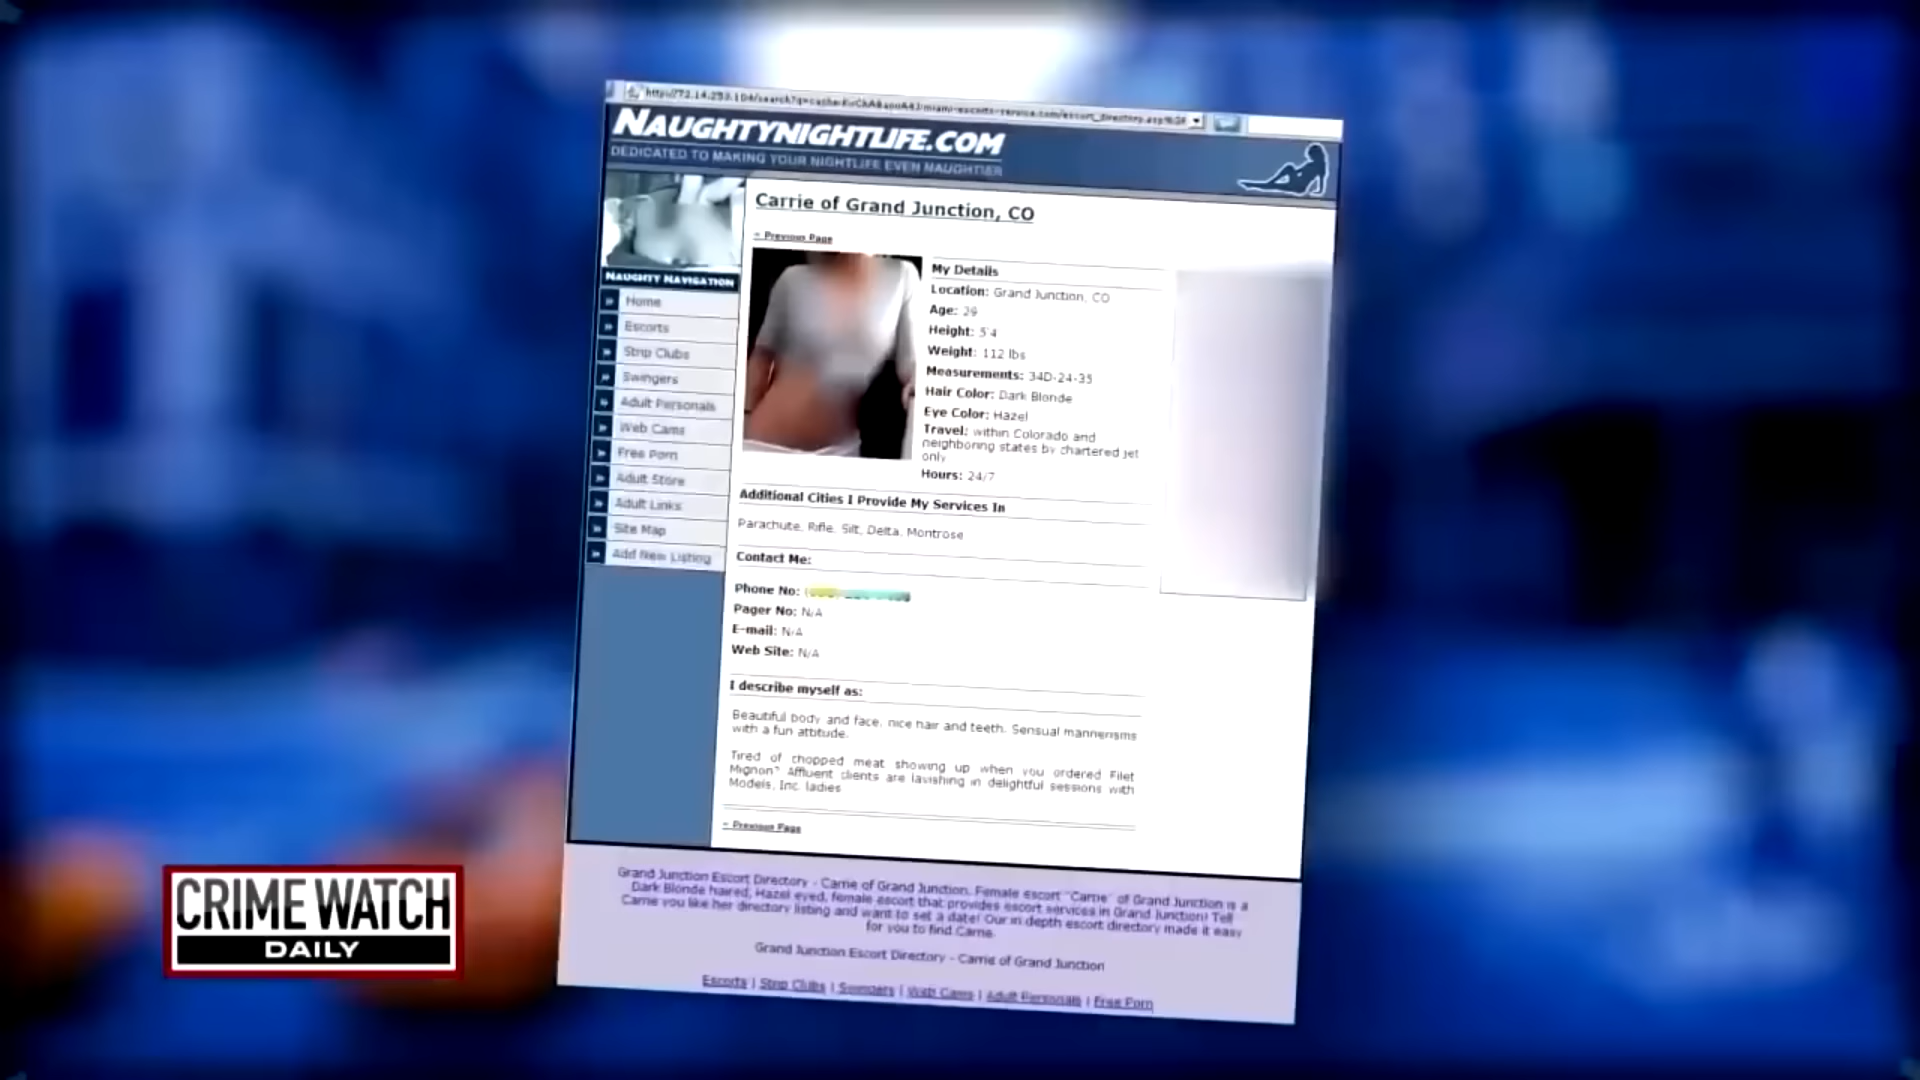 NAUGHTYNIGHTLIFE.COM
DEDICATED TO MAKING YOUR NIGHTLIFE EVEN NAUGHTIER
Carrie of Grand Junction, CO
Previous Page
NAUGHTY NAVIGATION
Home
Escorts
Strip Clubs
Swingers
Adult Personals
Web Cams
Free Porn
Adult Store
Adult Links
Site Map
Add New Listing
My Details
Location: Grand Junction, CO
Age: 29
Height: 5'4
Weight: 112 lbs
Measurements: 34D-24-35
Hair Color: Dark Blonde
Eye Color: Hazel
Travel: within Colorado and
neighboring states by chartered jet
only
Hours: 24/7
Additional Cities I Provide My Services In
Parachute, Rifle, Silt, Delta, Montrose
Contact Me:
Phone No:
Pager No: N/A
E-mail: N/A
Web Site: N/A
I describe myself as:
Beautiful body and face, nice hair and teeth. Sensual mannerisms
with a fun attitude.
Tired of chopped meat showing up when you ordered Filet
Mignon? Affluent clients are lavishing in delightful sessions with
Models, Inc. ladies
Previous Page
Grand Junction Escort Directory - Carrie of Grand Junction. Female escort "Carrie" of Grand Junction is a
Dark Blonde haired, Hazel eyed, female escort that provides escort services in Grand Junction! Tell
Carrie you like her directory listing and want to set a date! Our in depth escort directory made it easy
for you to find Carrie.
Grand Junction Escort Directory - Carrie of Grand Junction
Escorts | Strip Clubs | Swingers | Web Cams | Adult Personals | Free Porn
CRIME WATCH
DAILY